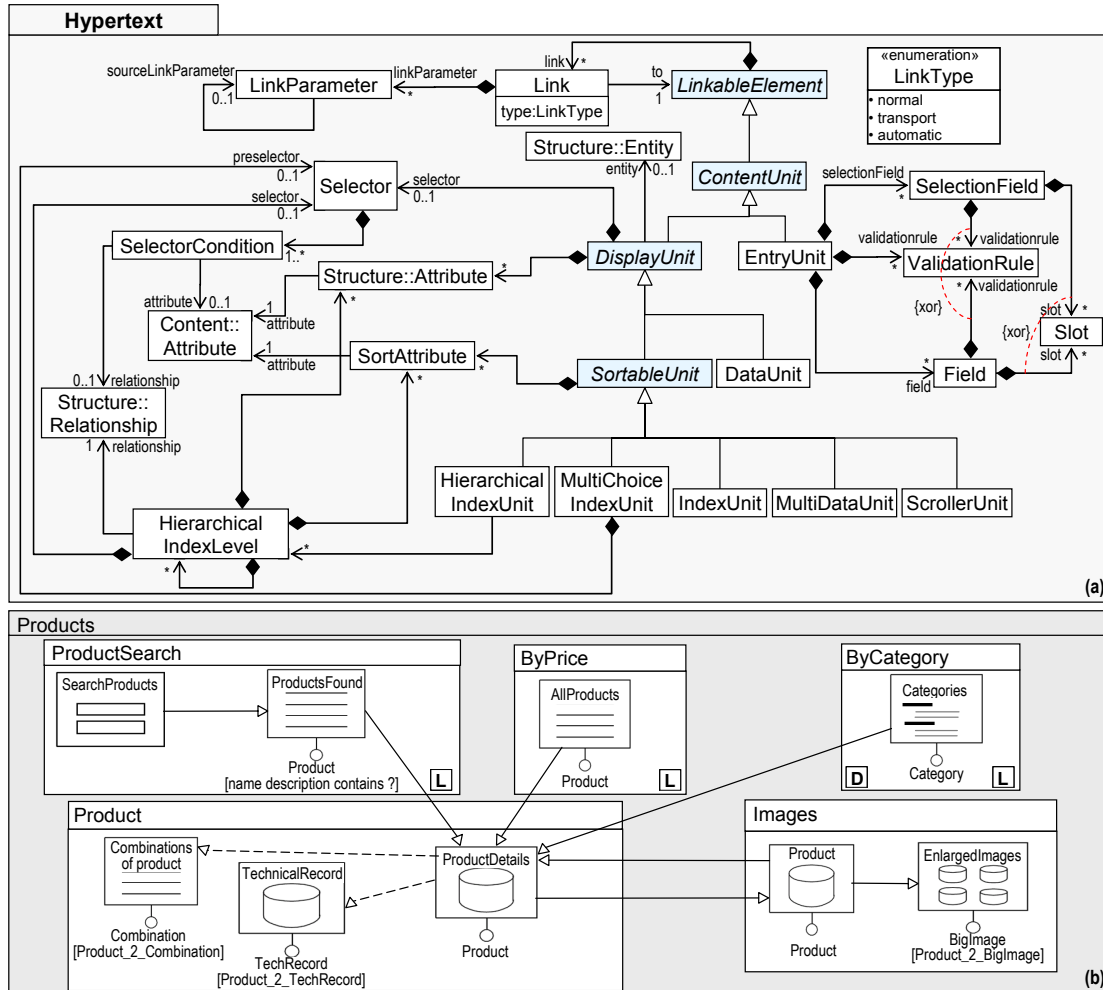 Hypertext
sourceLinkParameter
0..1
LinkParameter
linkParameter
*
link
*
Link
type:LinkType
to
1
LinkableElement
«enumeration»
LinkType
• normal
• transport
• automatic
Structure::Entity
entity
0..1
ContentUnit
preselector
0..1
selector
0..1
Selector
selector
0..1
selectionField
*
SelectionField
SelectorCondition
1..*
DisplayUnit
EntryUnit
validationrule
*
*
validationrule
ValidationRule
*
validationrule
Structure::Attribute
*
attribute
0..1
1
attribute
*
{xor}
{xor}
slot
*
Slot
slot
*
Content::
Attribute
1
attribute
SortAttribute
*
*
SortableUnit
DataUnit
*
field
Field
0..1
relationship
Structure::
Relationship
1
relationship
Hierarchical
IndexUnit
MultiChoice
IndexUnit
IndexUnit
MultiDataUnit
ScrollerUnit
Hierarchical
IndexLevel
*
*
(a)
Products
ProductSearch
SearchProducts
ProductsFound
Product
[name description contains ?]
L
ByPrice
AllProducts
Product
L
ByCategory
Categories
Category
D
L
Product
Combinations
of product
Combination
[Product_2_Combination]
TechnicalRecord
TechRecord
[Product_2_TechRecord]
ProductDetails
Product
Images
Product
Product
EnlargedImages
BigImage
[Product_2_BigImage]
(b)